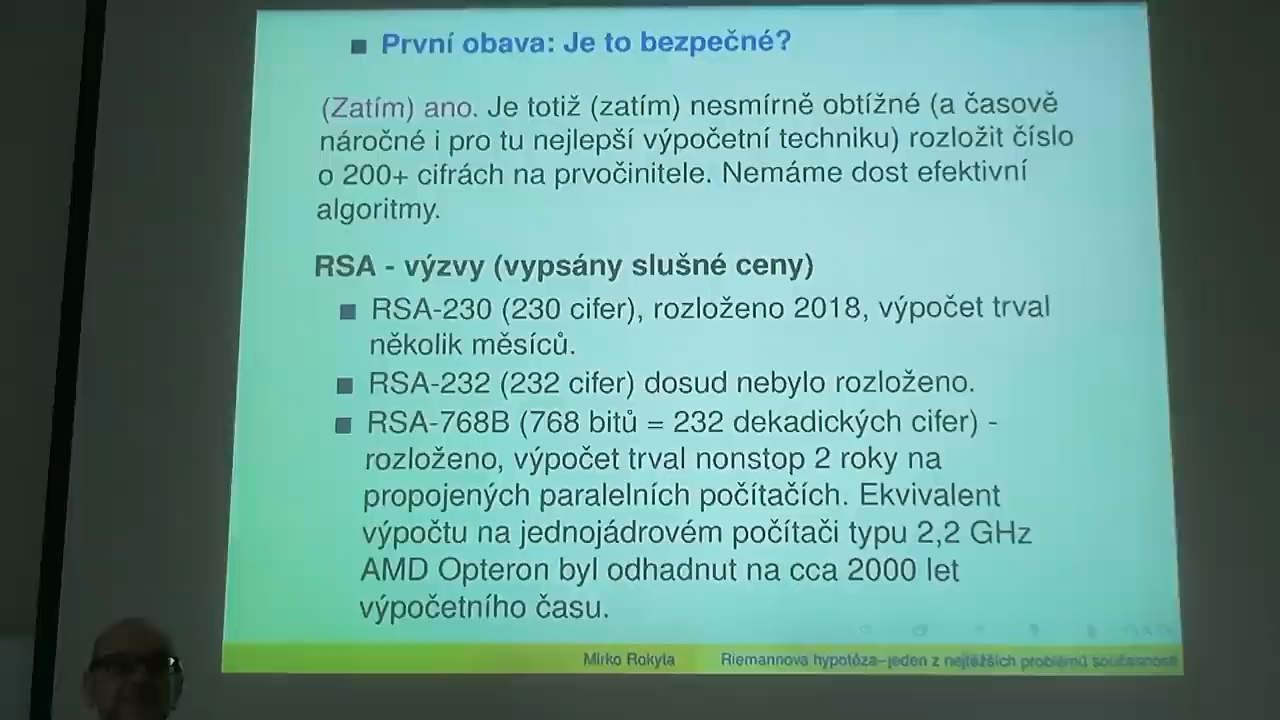 První obava: Je to bezpečné?
(Zatím) ano. Je totiž (zatím) nesmírně obtížné (a časově
náročné i pro tu nejlepší výpočetní techniku) rozložit číslo
o 200+ cifrách na prvočinitele. Nemáme dost efektivní
algoritmy.
RSA - výzvy (vypsány slušné ceny)
RSA-230 (230 cifer), rozloženo 2018, výpočet trval
několik měsíců.
RSA-232 (232 cifer) dosud nebylo rozloženo.
RSA-768B (768 bitů = 232 dekadických cifer) -
rozloženo, výpočet trval nonstop 2 roky na
propojených paralelních počítačích. Ekvivalent
výpočtu na jednojádrovém počítači typu 2,2 GHz
AMD Opteron byl odhadnut na cca 2000 let
výpočetního času.
Mirko Rokyta Riemannova hypotéza–jeden z nejtěžších problémů současnosti